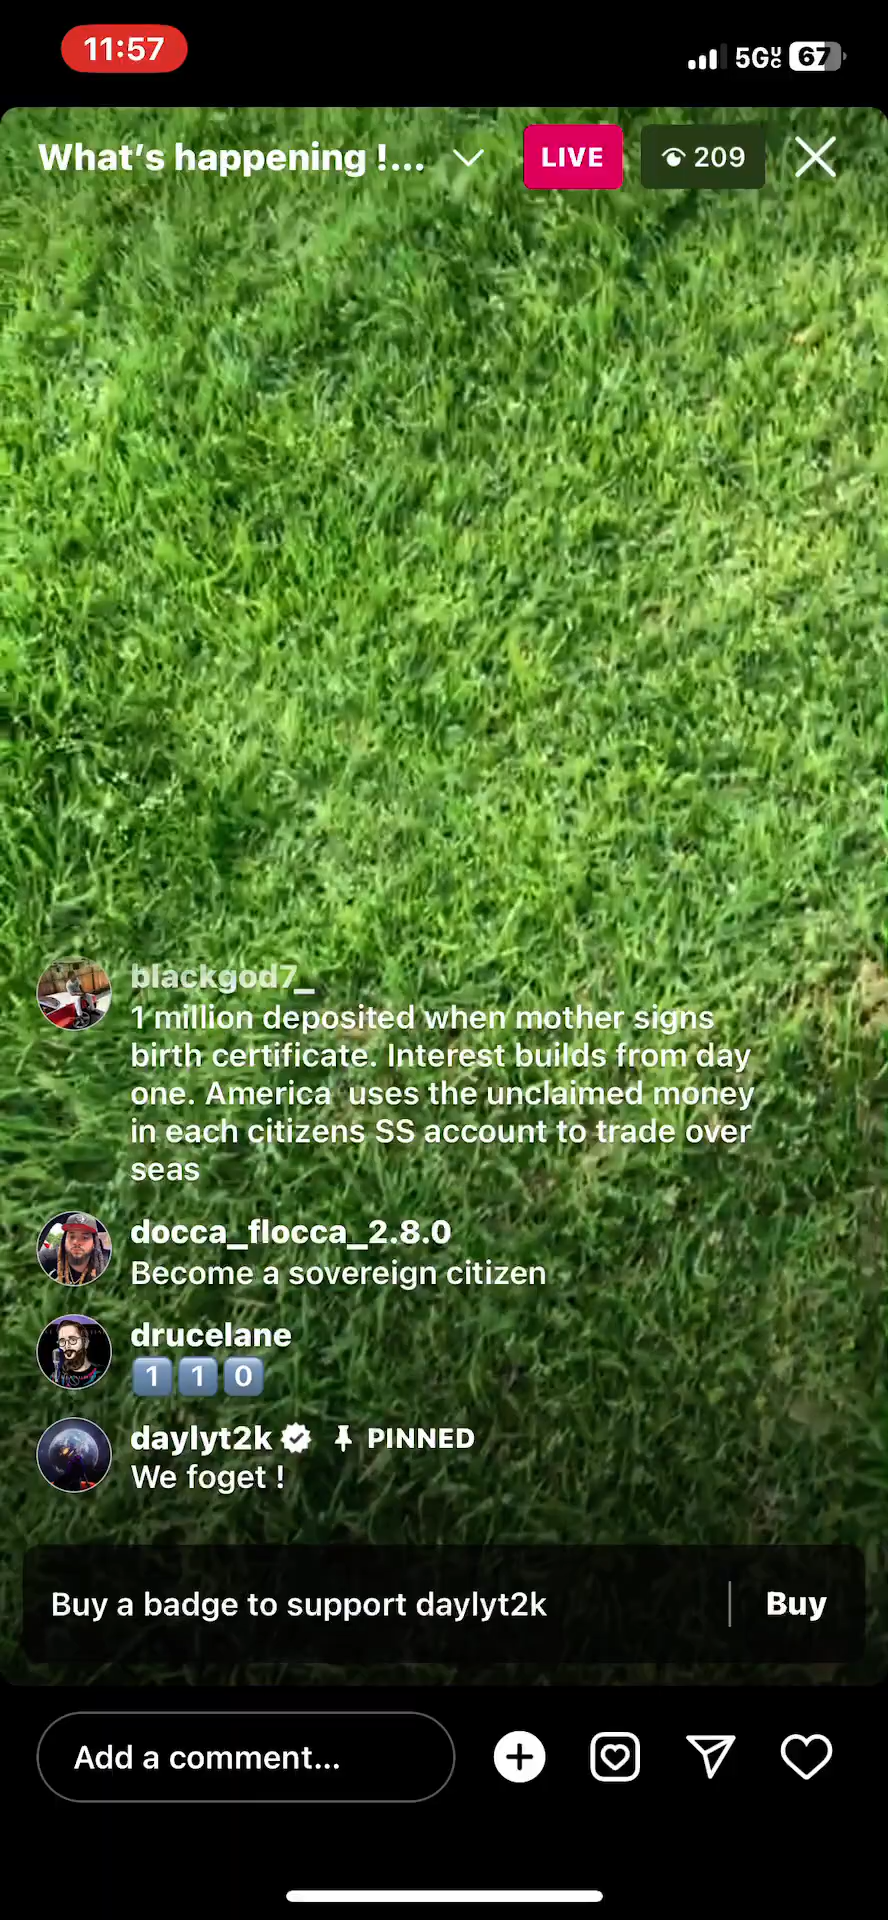 11:57
5G UC 67
What's happening !...
LIVE
209
blackgod7_
1 million deposited when mother signs
birth certificate. Interest builds from day
one. America  uses the unclaimed money
in each citizens SS account to trade over
seas
docca_flocca_2.8.0
Become a sovereign citizen
drucelane
1 1 0
daylyt2k PINNED
We foget !
Buy a badge to support daylyt2k
Buy
Add a comment...